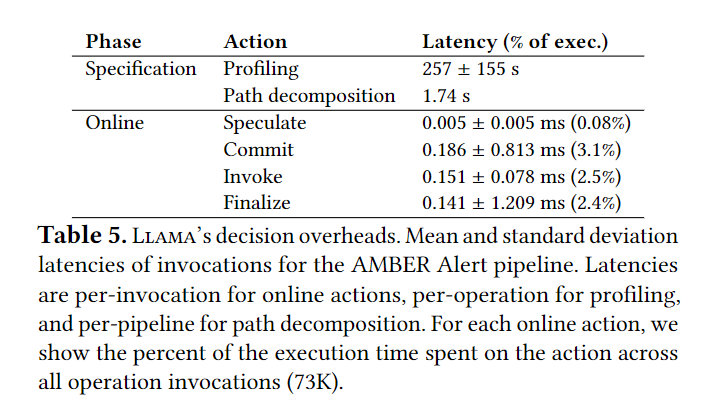 Phase Action Latency (% of exec.)
Specification Profiling 257 ± 155 s
Path decomposition 1.74 s
Online Speculate 0.005 ± 0.005 ms (0.08%)
Commit 0.186 ± 0.813 ms (3.1%)
Invoke 0.151 ± 0.078 ms (2.5%)
Finalize 0.141 ± 1.209 ms (2.4%)
Table 5. LLAMA's decision overheads. Mean and standard deviation
latencies of invocations for the AMBER Alert pipeline. Latencies
are per-invocation for online actions, per-operation for profiling,
and per-pipeline for path decomposition. For each online action, we
show the percent of the execution time spent on the action across
all operation invocations (73K).